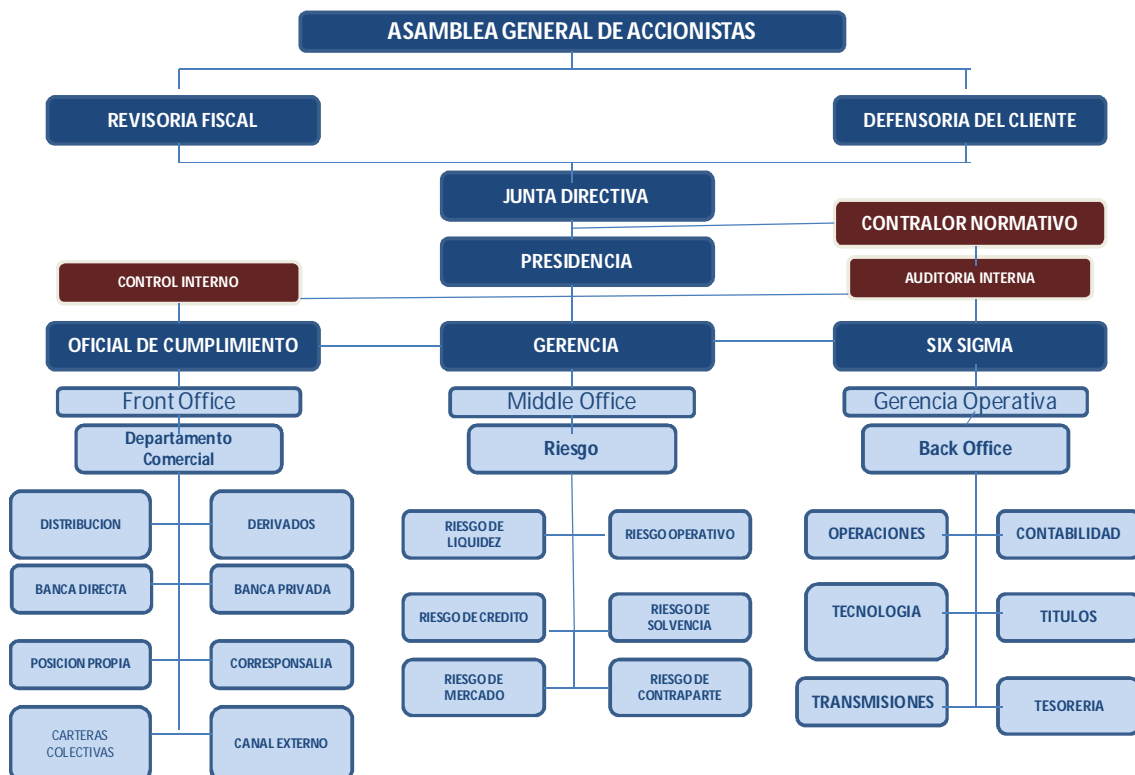 ASAMBLEA GENERAL DE ACCIONISTAS
REVISORIA FISCAL
DEFENSORIA DEL CLIENTE
JUNTA DIRECTIVA
CONTRALOR NORMATIVO
PRESIDENCIA
CONTROL INTERNO
AUDITORIA INTERNA
OFICIAL DE CUMPLIMIENTO
GERENCIA
SIX SIGMA
Front Office
Middle Office
Gerencia Operativa
Departamento
Comercial
Riesgo
Back Office
DISTRIBUCION
DERIVADOS
RIESGO DE
LIQUIDEZ
RIESGO OPERATIVO
OPERACIONES
CONTABILIDAD
BANCA DIRECTA
BANCA PRIVADA
RIESGO DE CREDITO
RIESGO DE
SOLVENCIA
TECNOLOGIA
TITULOS
POSICION PROPIA
CORRESPONSALIA
RIESGO DE
MERCADO
RIESGO DE
CONTRAPARTE
TRANSMISIONES
TESORERIA
CARTERAS
COLECTIVAS
CANAL EXTERNO